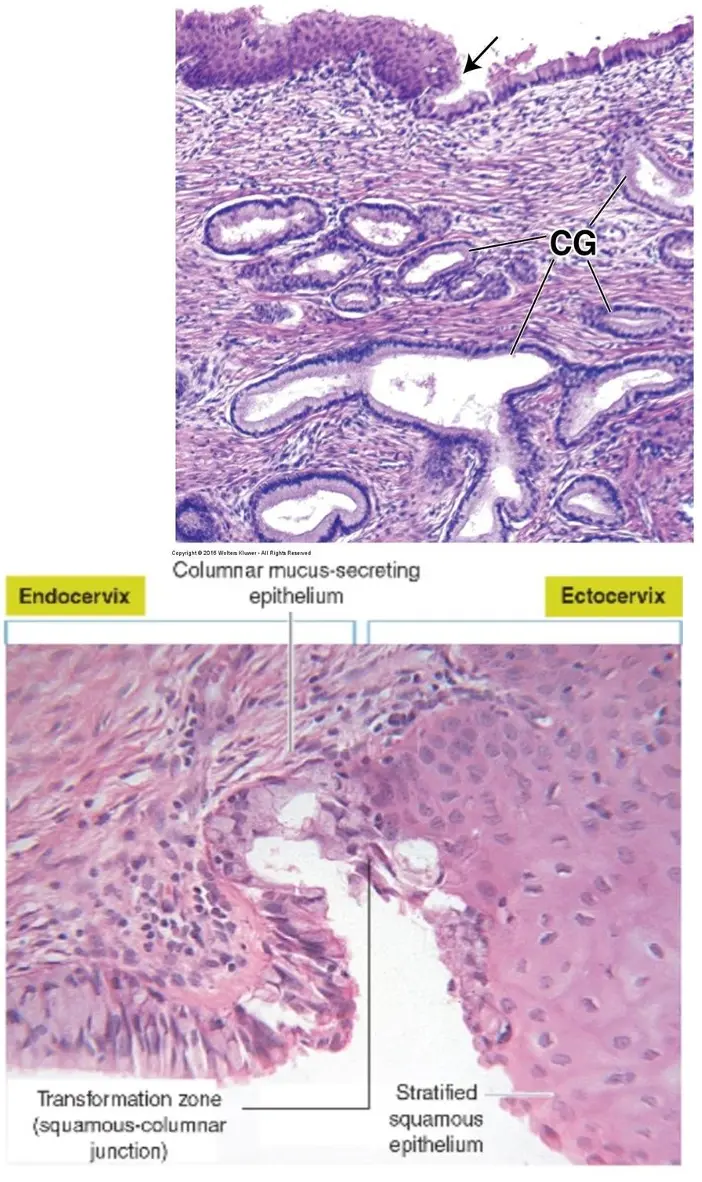 CG
Copyright © 2016 Wolters Kluwer - All Rights Reserved
Columnar mucus-secreting
epithelium
Endocervix
Ectocervix
Transformation zone
(squamous-columnar
junction)
Stratified
squamous
epithelium